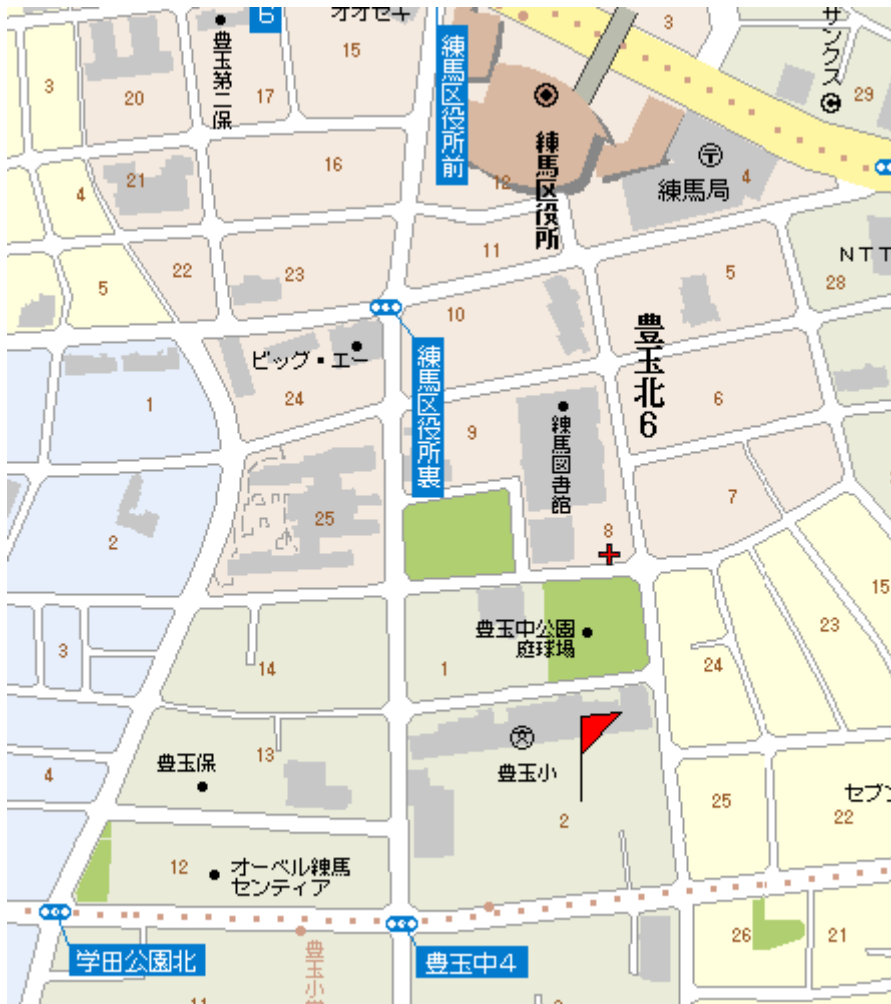 6
オオセキ
3
サンクス
29
3
20
豊玉第二保
17
15
練馬区役所前
練馬区役所
練馬局
4
21
16
12
4
11
NTT
5
22
23
5
28
10
豊玉北6
ビッグ・エー
練馬区役所裏
1
24
9
練馬図書館
6
25
7
2
8
15
豊玉中公園
庭球場
23
3
14
1
24
文
豊玉保
13
豊玉小
4
25
セブン
22
2
12
オーベル練馬
センティア
26
21
学田公園北
豊玉中4
豊玉小
11